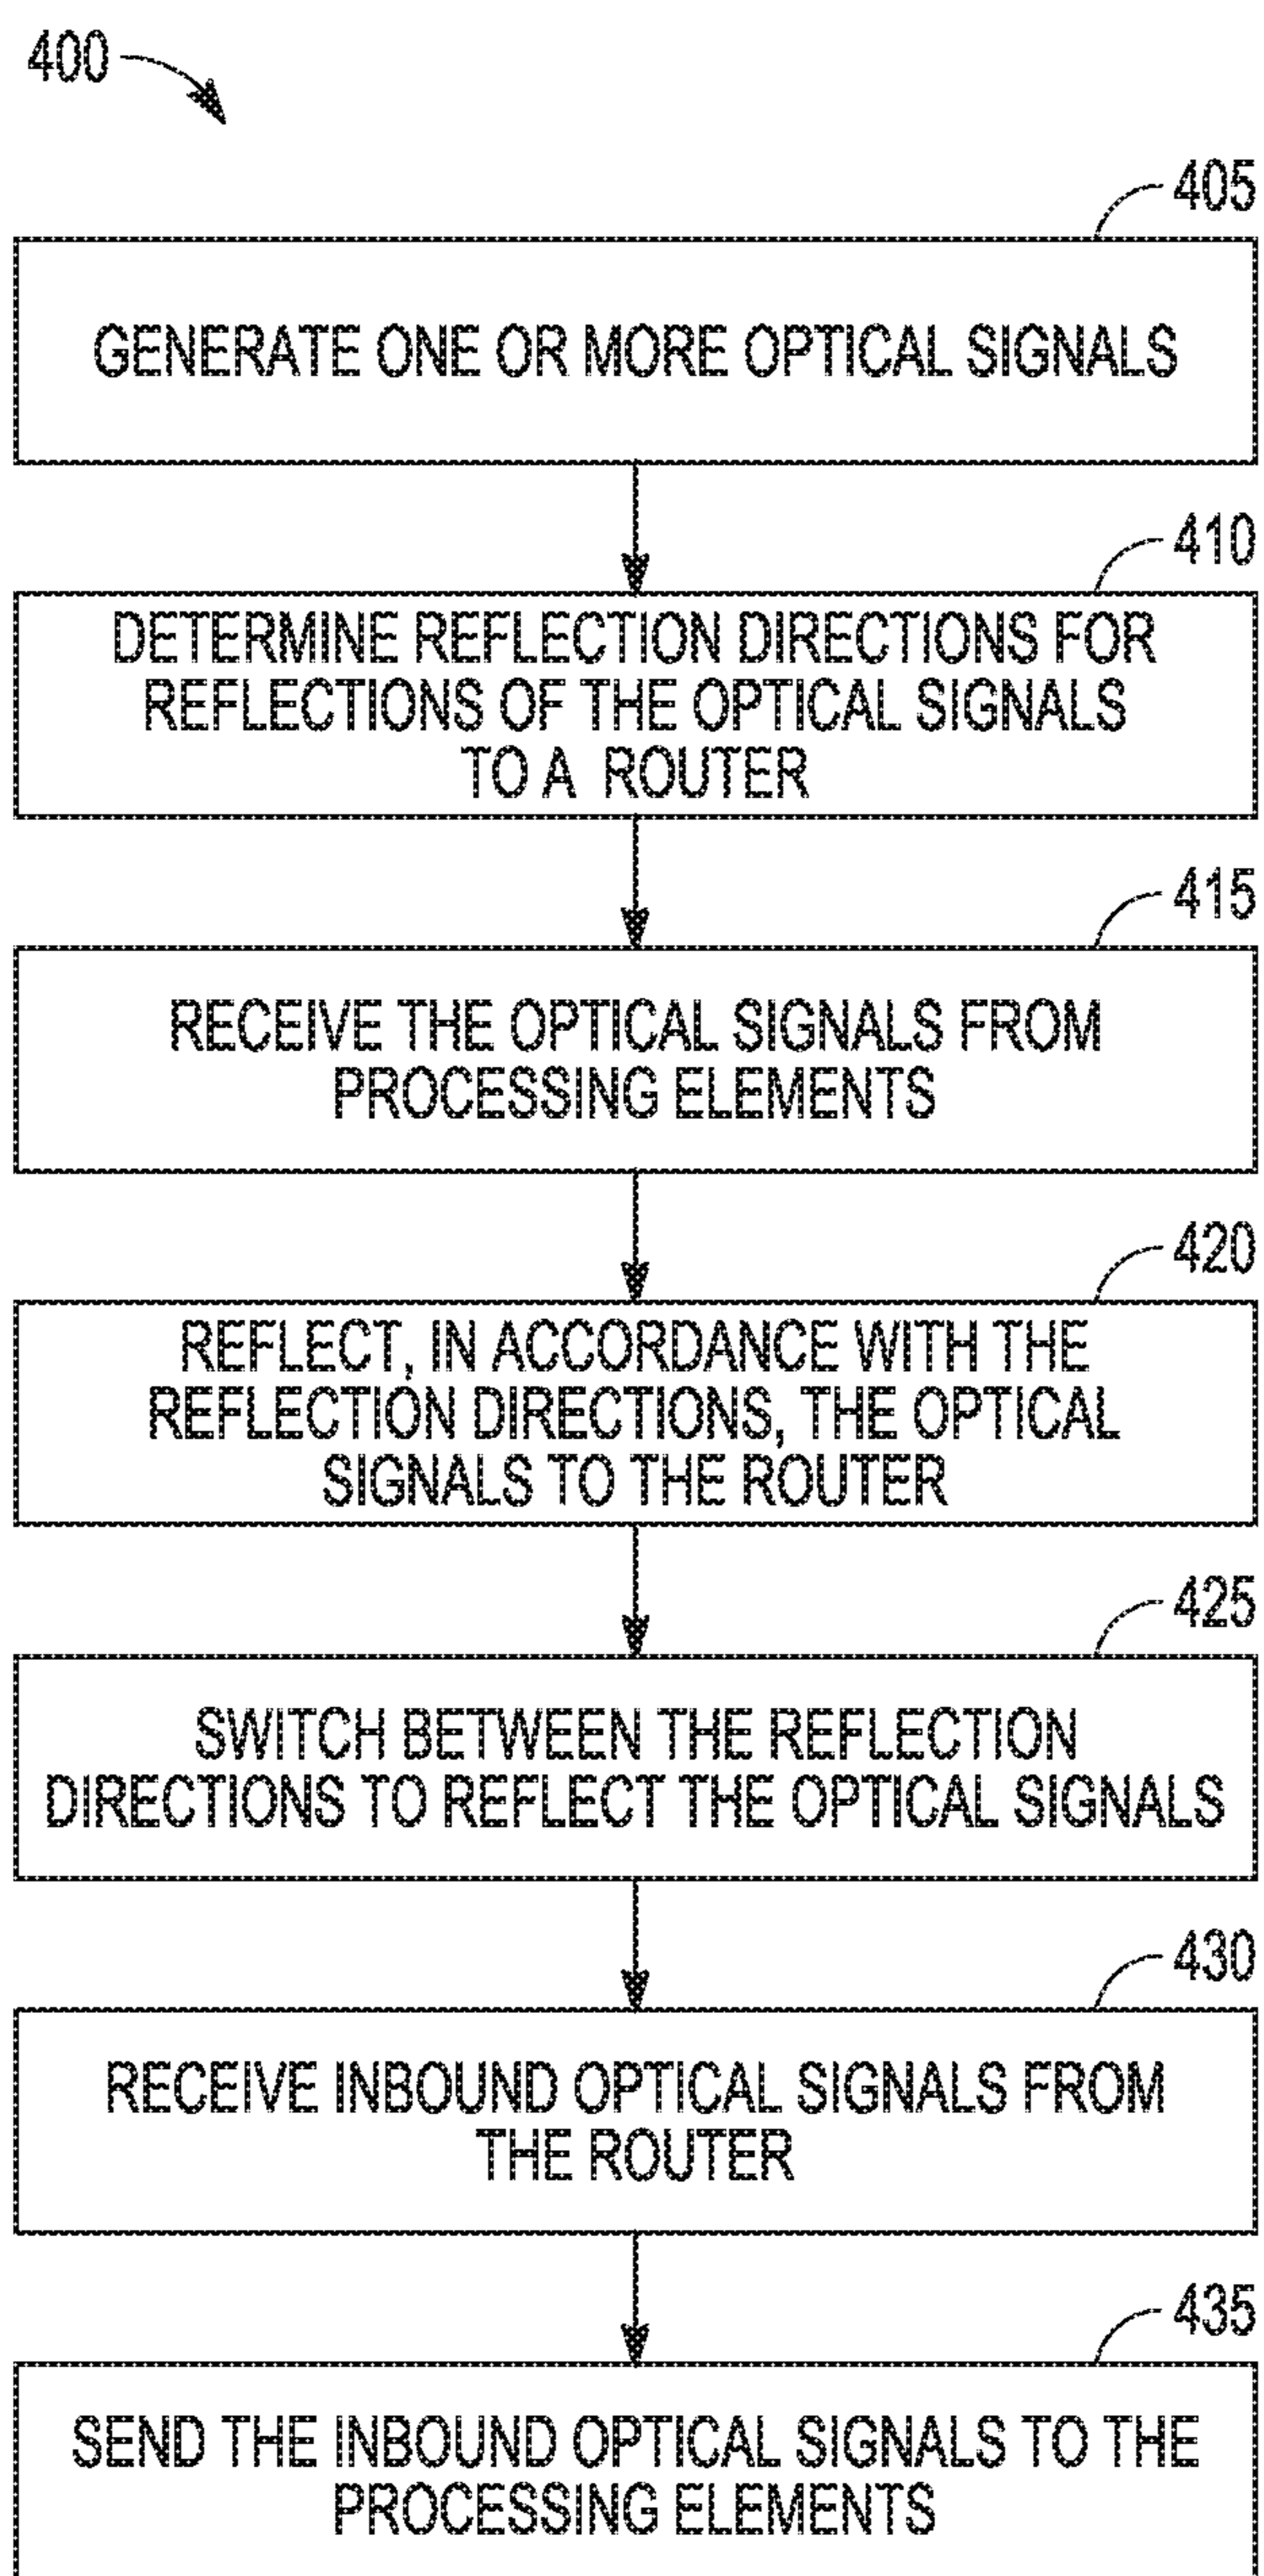 400
405
GENERATE ONE OR MORE OPTICAL SIGNALS
410
DETERMINE REFLECTION DIRECTIONS FOR
REFLECTIONS OF THE OPTICAL SIGNALS
TO A ROUTER
415
RECEIVE THE OPTICAL SIGNALS FROM
PROCESSING ELEMENTS
420
REFLECT, IN ACCORDANCE WITH THE
REFLECTION DIRECTIONS, THE OPTICAL
SIGNALS TO THE ROUTER
425
SWITCH BETWEEN THE REFLECTION
DIRECTIONS TO REFLECT THE OPTICAL SIGNALS
430
RECEIVE INBOUND OPTICAL SIGNALS FROM
THE ROUTER
435
SEND THE INBOUND OPTICAL SIGNALS TO THE
PROCESSING ELEMENTS